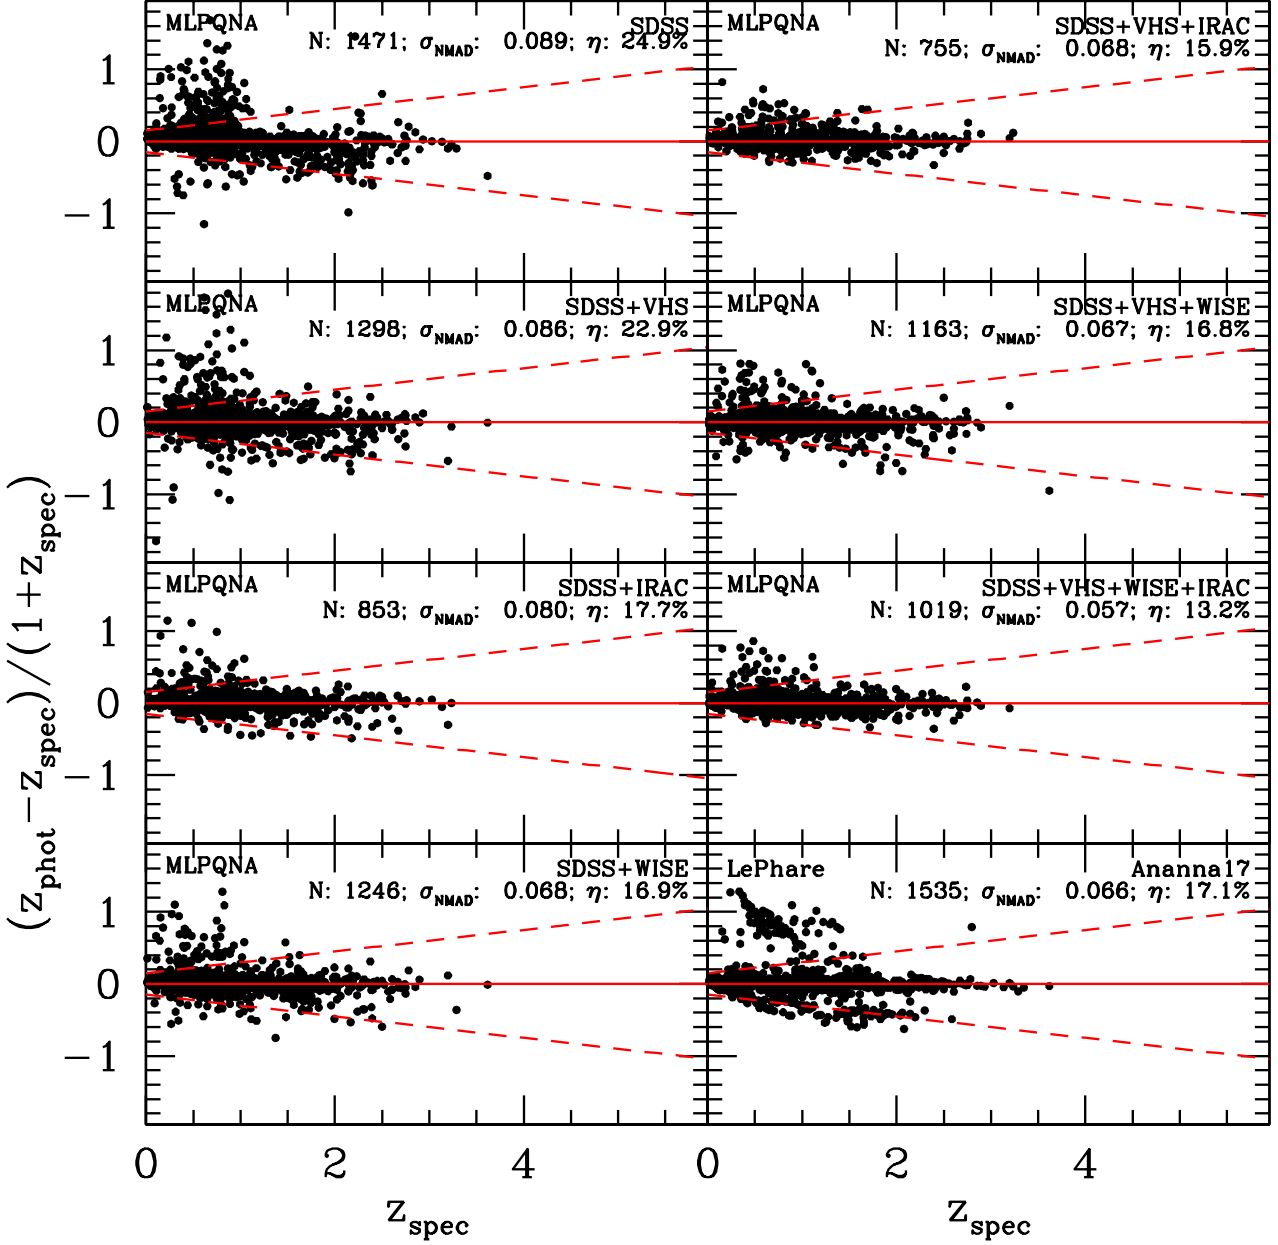 MLPQNA SDSS
N: 1471; σNMAD: 0.089; η: 24.9%
MLPQNA SDSS+VHS+IRAC
N: 755; σNMAD: 0.068; η: 15.9%
1
0
−1
MLPQNA SDSS+VHS
N: 1298; σNMAD: 0.086; η: 22.9%
MLPQNA SDSS+VHS+WISE
N: 1163; σNMAD: 0.067; η: 16.8%
1
0
−1
(zphot−zspec)/(1+zspec)
MLPQNA SDSS+IRAC
N: 853; σNMAD: 0.080; η: 17.7%
MLPQNA SDSS+VHS+WISE+IRAC
N: 1019; σNMAD: 0.057; η: 13.2%
1
0
−1
MLPQNA SDSS+WISE
N: 1246; σNMAD: 0.068; η: 16.9%
LePhare Ananna17
N: 1535; σNMAD: 0.066; η: 17.1%
1
0
−1
0 2 4 0 2 4
zspec zspec